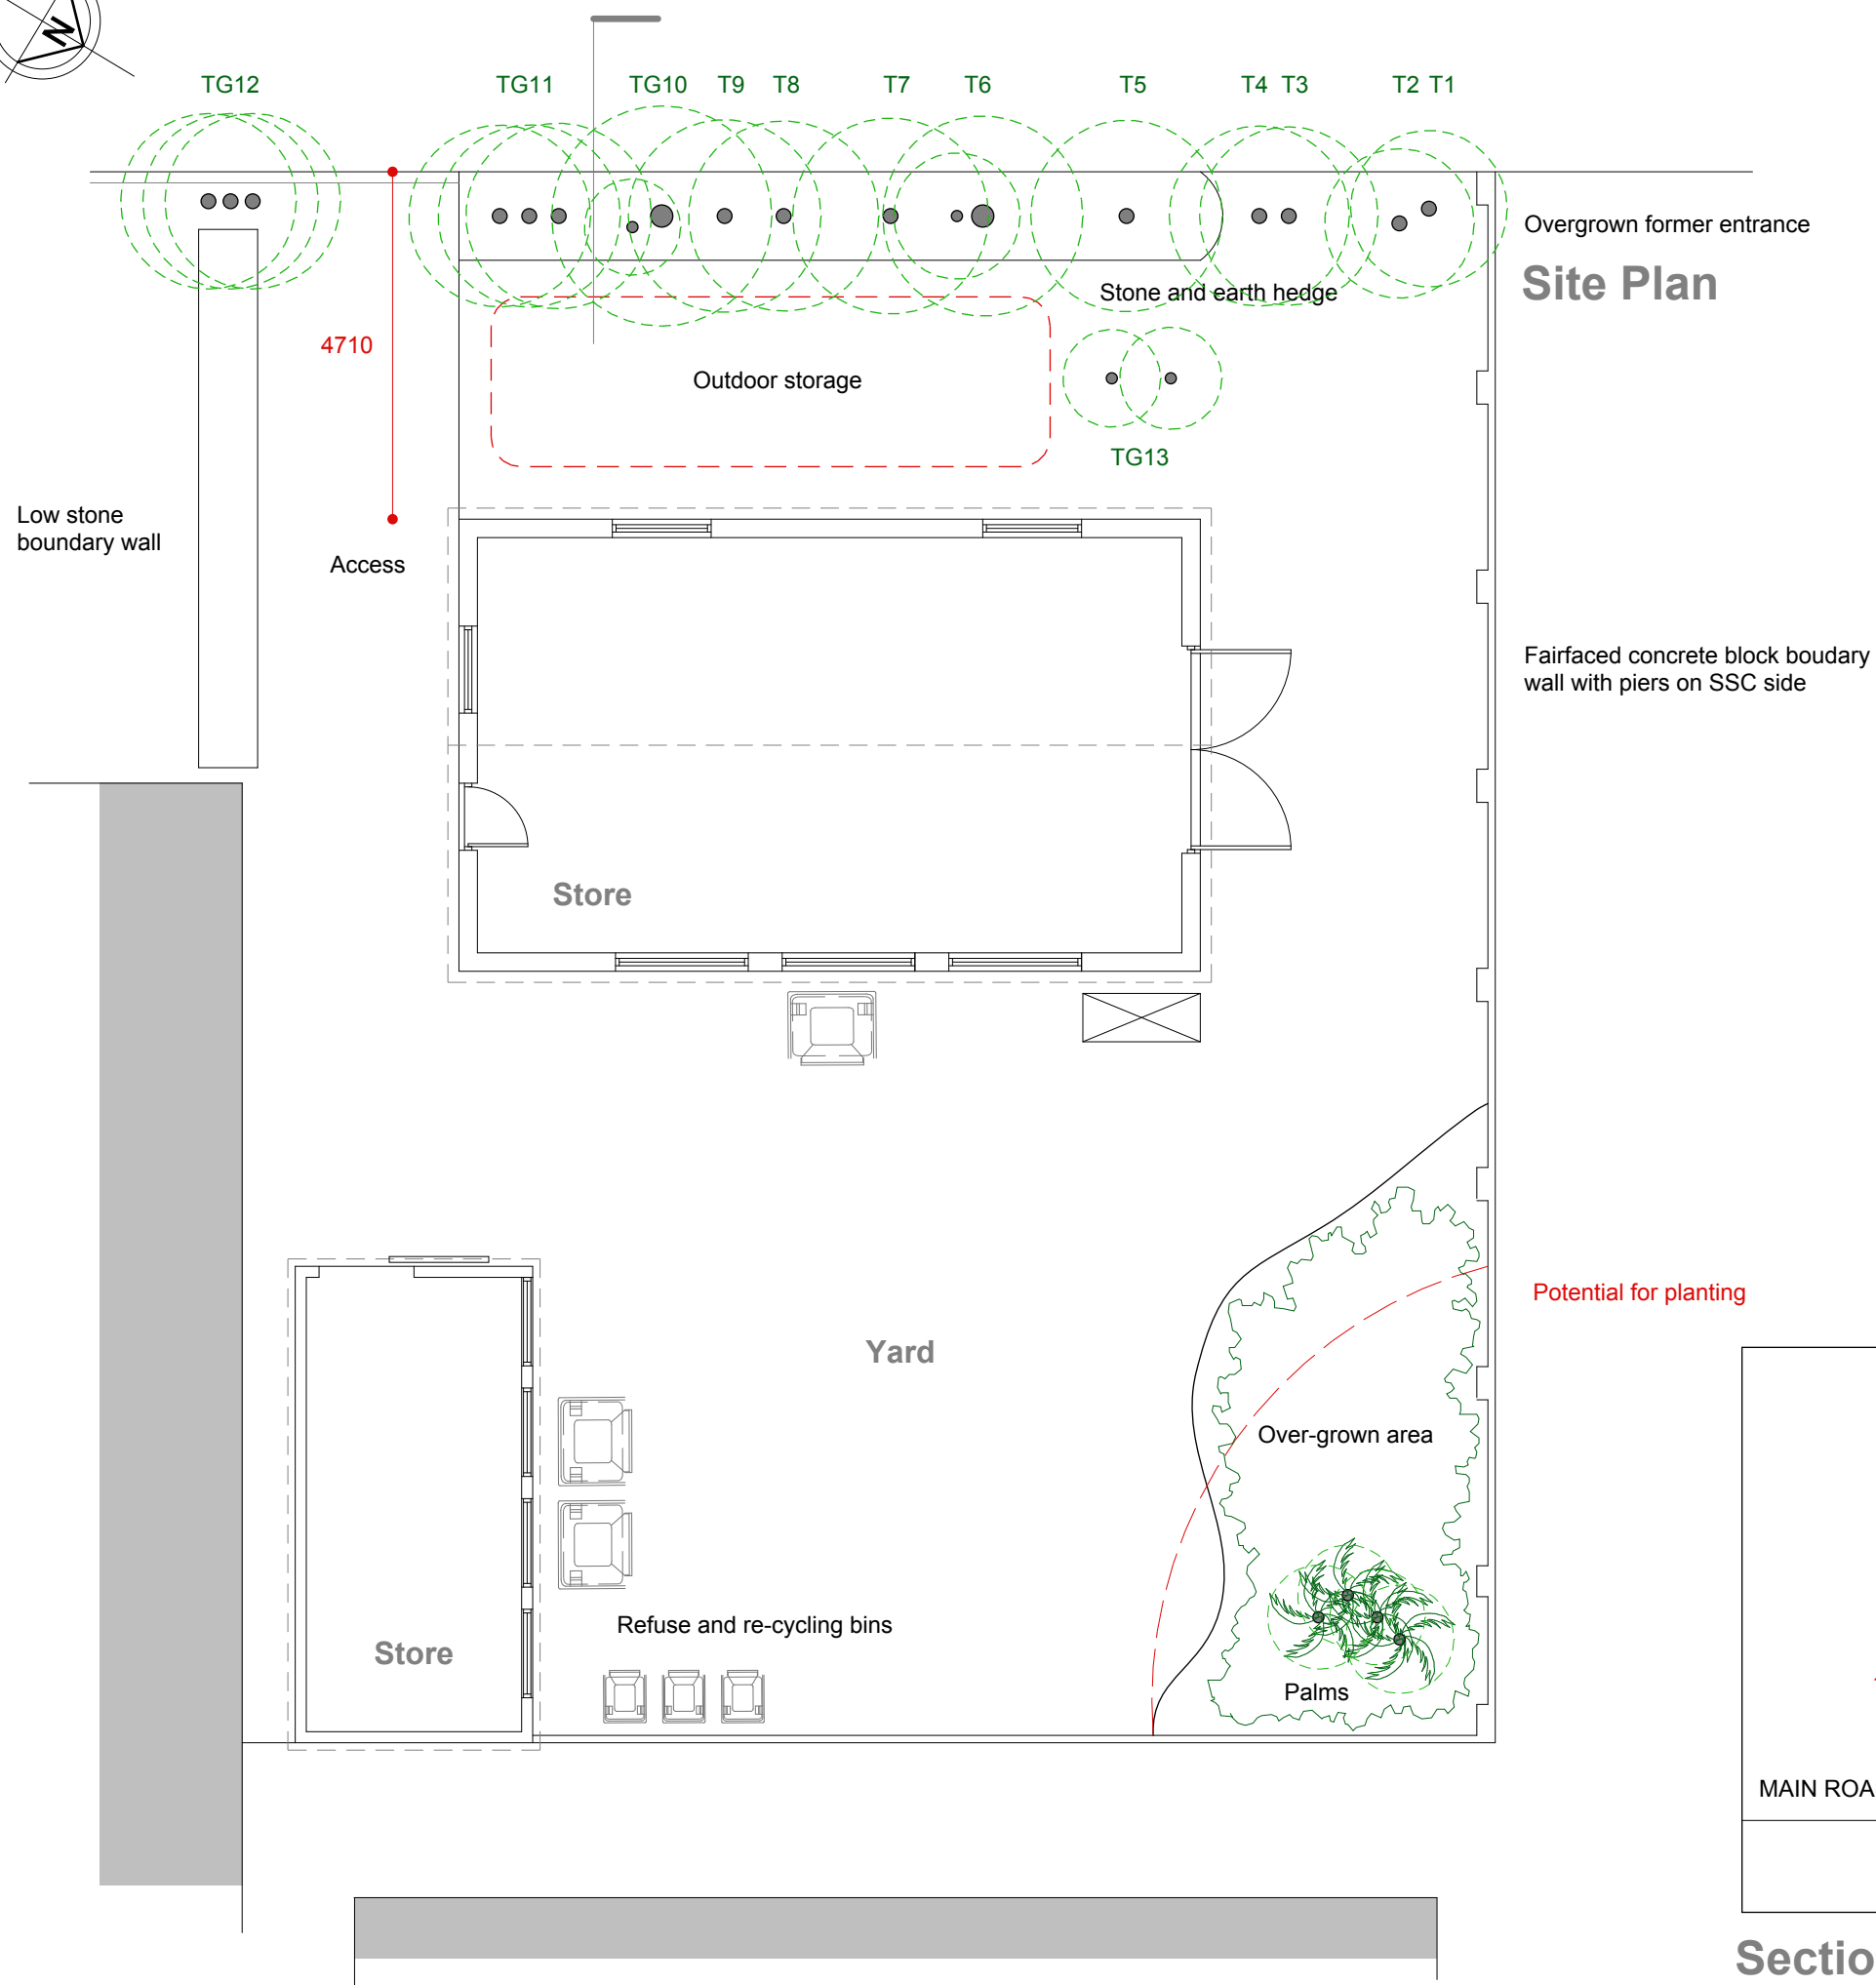 N
TG12
TG11
TG10
T9
T8
T7
T6
T5
T4
T3
T2
T1
Overgrown former entrance
Site Plan
Stone and earth hedge
4710
Outdoor storage
TG13
Low stone
boundary wall
Access
Fairfaced concrete block boudary
wall with piers on SSC side
Store
Potential for planting
Yard
Over-grown area
Refuse and re-cycling bins
Store
Palms
MAIN ROA
Sectio